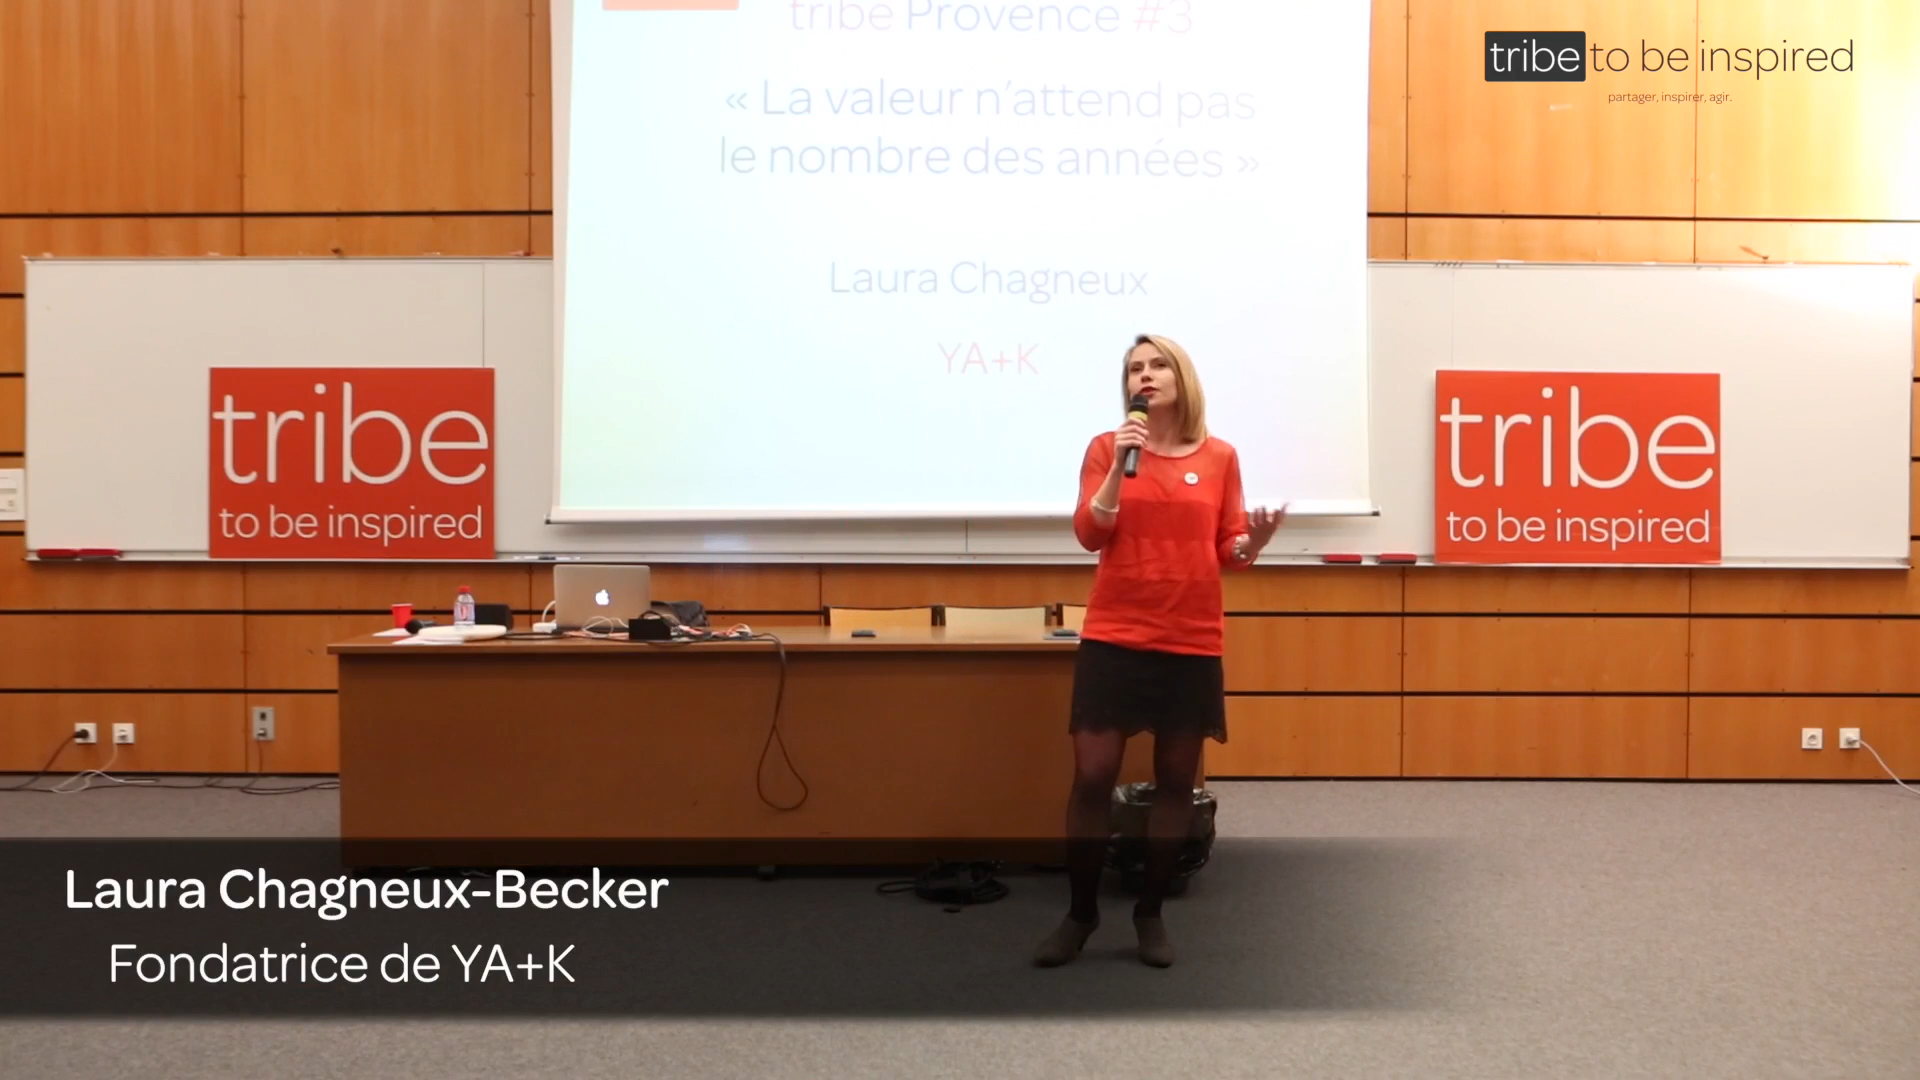 tribe Provence #3
« La valeur n'attend pas
le nombre des années »
Laura Chagneux
YA+K
tribe to be inspired
partager, inspirer, agir.
tribe
to be inspired
tribe
to be inspired
Laura Chagneux-Becker
Fondatrice de YA+K